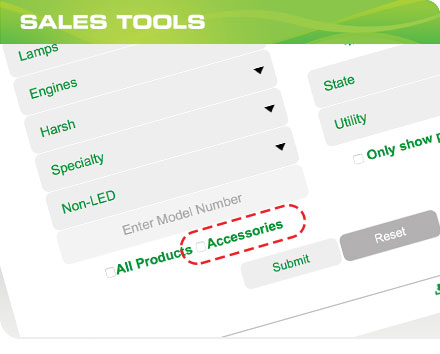 SALES TOOLS
Lamps
Engines
Harsh
Specialty
Non-LED
Enter Model Number
All Products Accessories
Submit
Reset
State
Utility
Only show